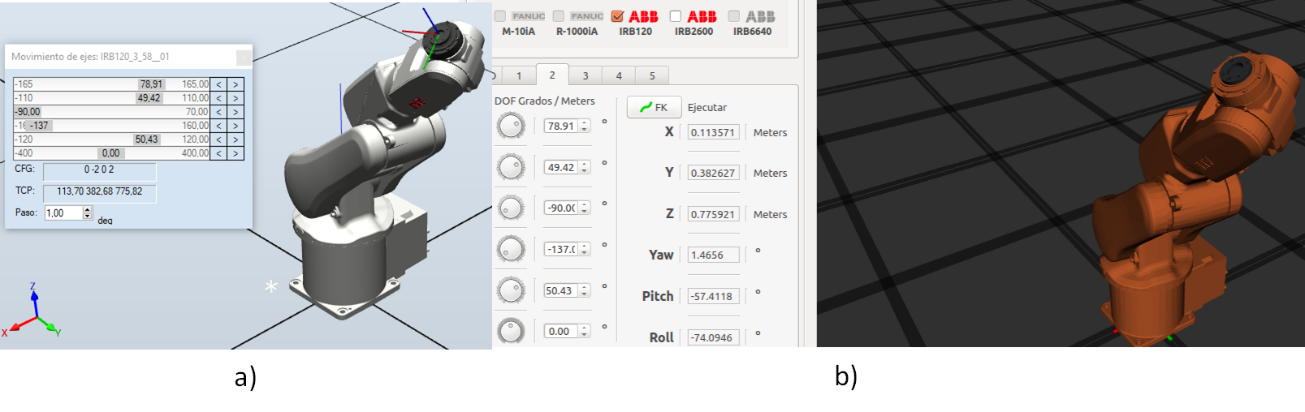 Movimiento de ejes: IRB120_3_58__01
-165 78,91 165,00 < >
-110 49,42 110,00 < >
-90,00 70,00 < >
-137 160,00 < >
-120 50,43 120,00 < >
-400 0,00 400,00 < >
CFG: 0 -2 0 2
TCP: 113,70 382,68 775,82
Paso: 1,00 deg
Z
X
Y
FANUC FANUC ABB ABB ABB
M-10iA R-1000iA IRB120 IRB2600 IRB6640
1 2 3 4 5
DOF Grados / Meters
FK Ejecutar
78.91 °
X 0.113571 Meters
49.42 °
Y 0.382627 Meters
-90.0 °
Z 0.775921 Meters
-137. °
Yaw 1.4656 °
50.43 °
Pitch -57.4118 °
0.00 °
Roll -74.0946 °
a)
b)